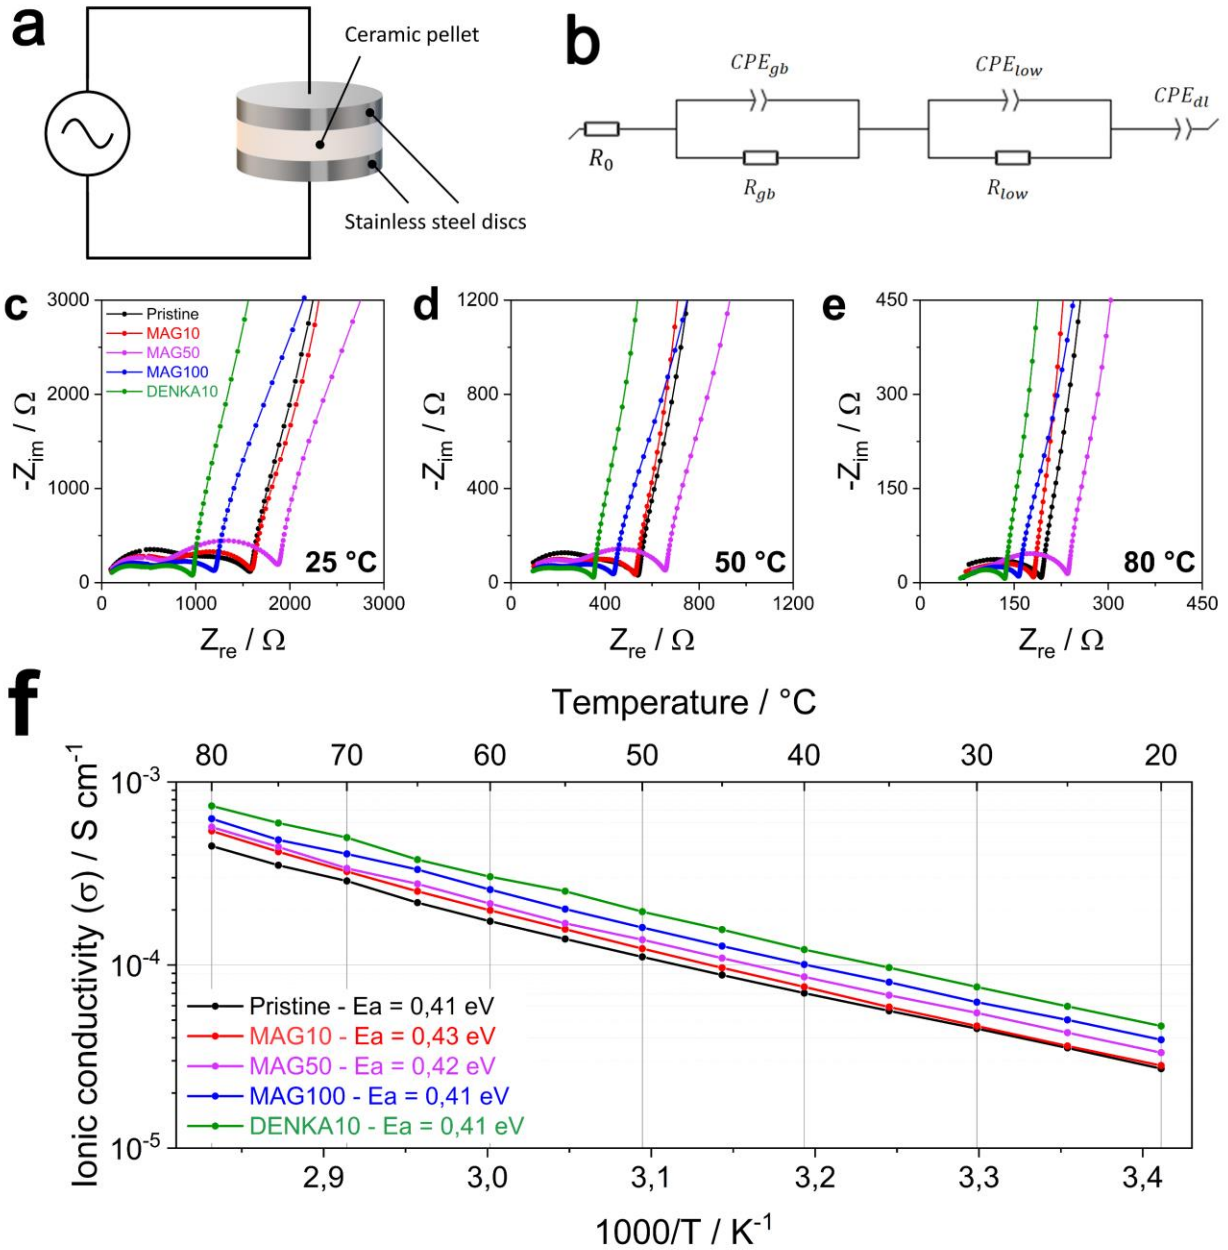 a
Ceramic pellet
Stainless steel discs
b
CPE_gb
CPE_low
CPE_dl
R_0
R_gb
R_low
c
3000
2000
1000
0
-Z_im / Ω
Pristine
MAG10
MAG50
MAG100
DENKA10
25 °C
0 1000 2000 3000
Z_re / Ω
d
1200
800
400
0
-Z_im / Ω
50 °C
0 400 800 1200
Z_re / Ω
e
450
300
150
0
-Z_im / Ω
80 °C
0 150 300 450
Z_re / Ω
f
Temperature / °C
80 70 60 50 40 30 20
Ionic conductivity (σ) / S cm⁻¹
10⁻³
10⁻⁴
10⁻⁵
Pristine - Ea = 0,41 eV
MAG10 - Ea = 0,43 eV
MAG50 - Ea = 0,42 eV
MAG100 - Ea = 0,41 eV
DENKA10 - Ea = 0,41 eV
2,9 3,0 3,1 3,2 3,3 3,4
1000/T / K⁻¹